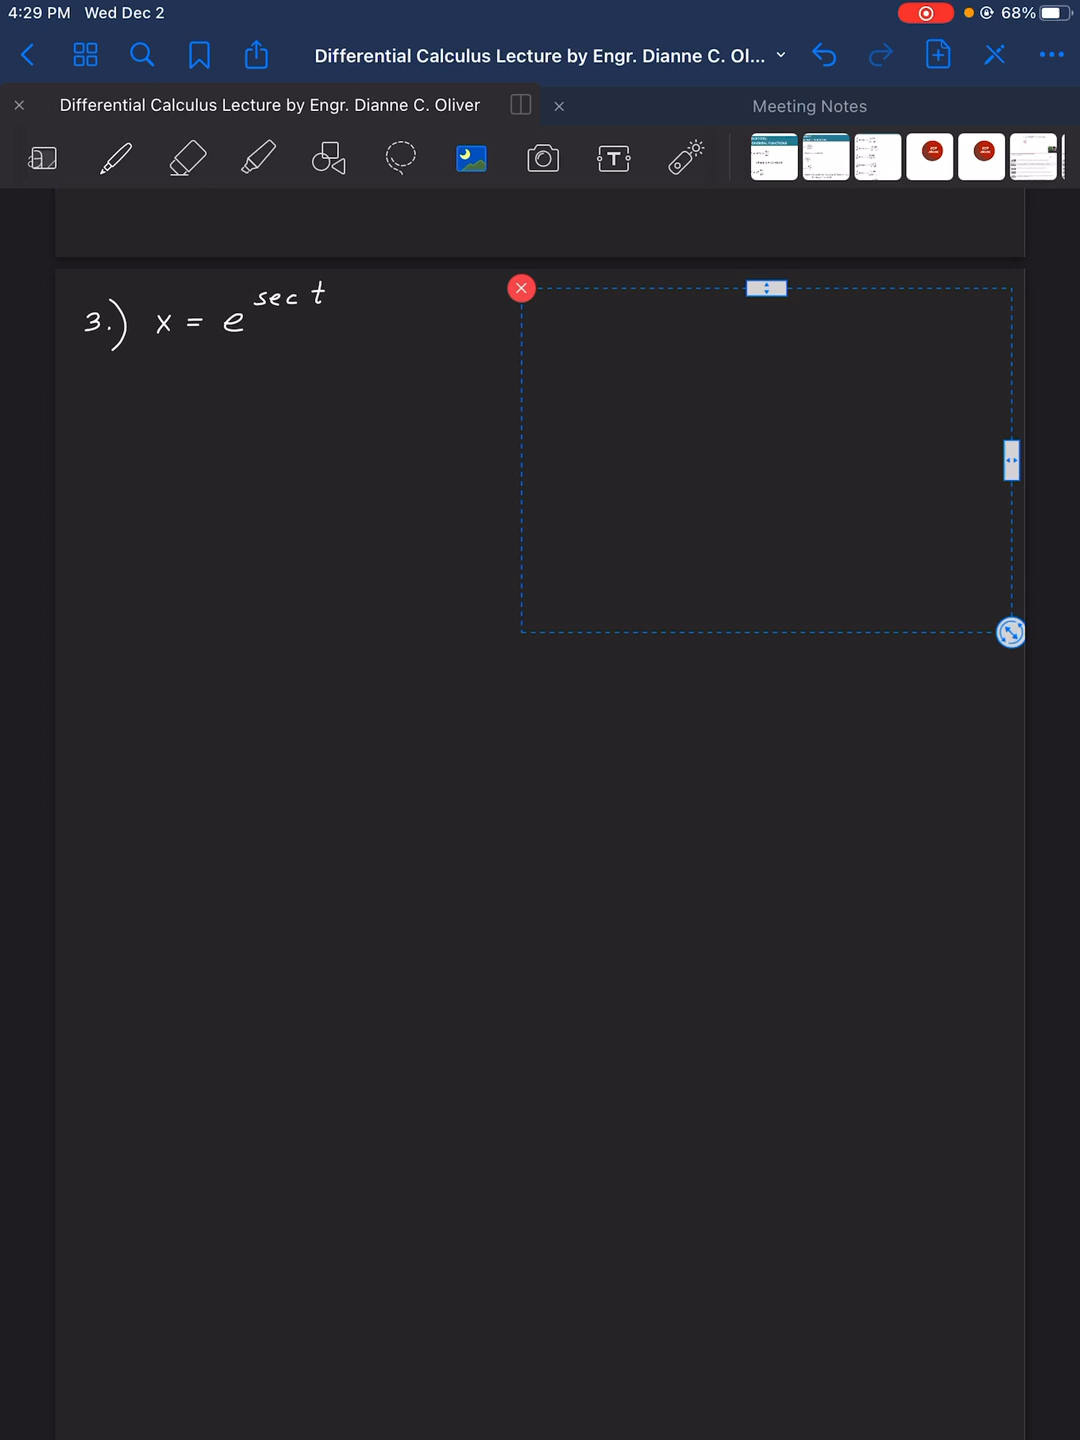 4:29 PM Wed Dec 2
68%
Differential Calculus Lecture by Engr. Dianne C. Ol...
Differential Calculus Lecture by Engr. Dianne C. Oliver
Meeting Notes
T
3.) x = e^sec t